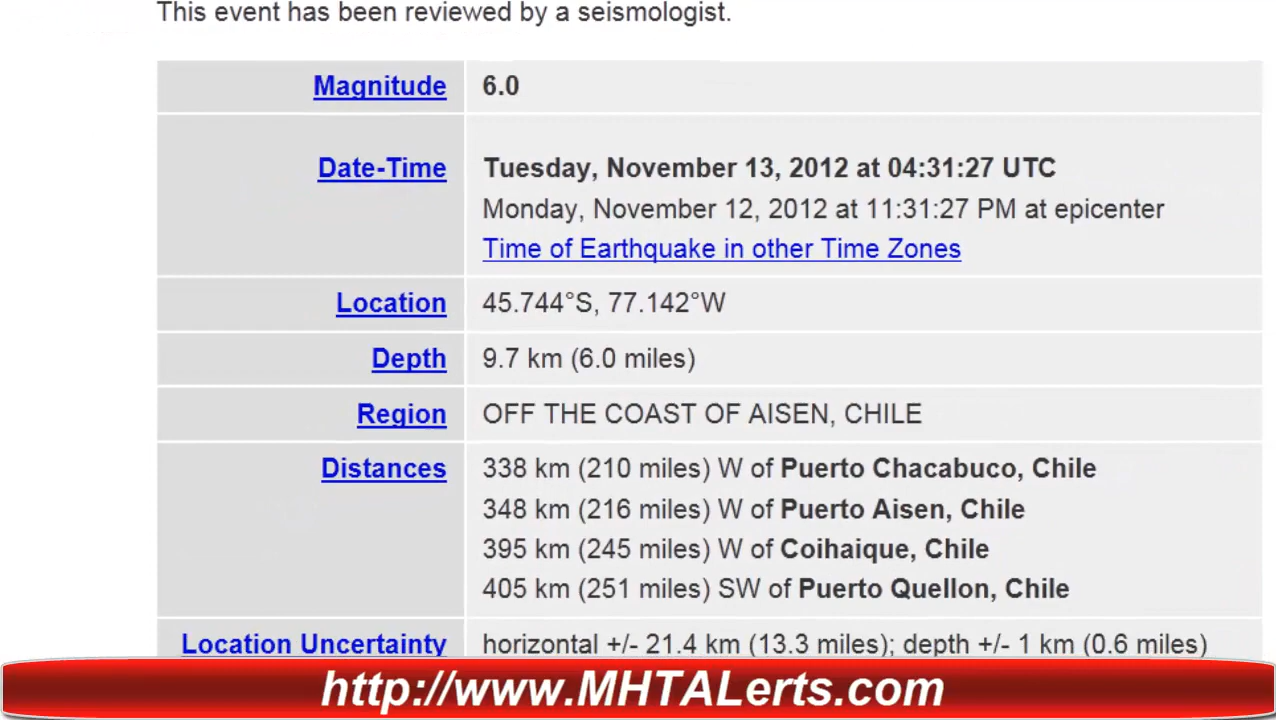 This event has been reviewed by a seismologist.
Magnitude 6.0
Date-Time Tuesday, November 13, 2012 at 04:31:27 UTC
Monday, November 12, 2012 at 11:31:27 PM at epicenter
Time of Earthquake in other Time Zones
Location 45.744°S, 77.142°W
Depth 9.7 km (6.0 miles)
Region OFF THE COAST OF AISEN, CHILE
Distances 338 km (210 miles) W of Puerto Chacabuco, Chile
348 km (216 miles) W of Puerto Aisen, Chile
395 km (245 miles) W of Coihaique, Chile
405 km (251 miles) SW of Puerto Quellon, Chile
Location Uncertainty horizontal +/- 21.4 km (13.3 miles); depth +/- 1 km (0.6 miles)
http://www.MHTALerts.com